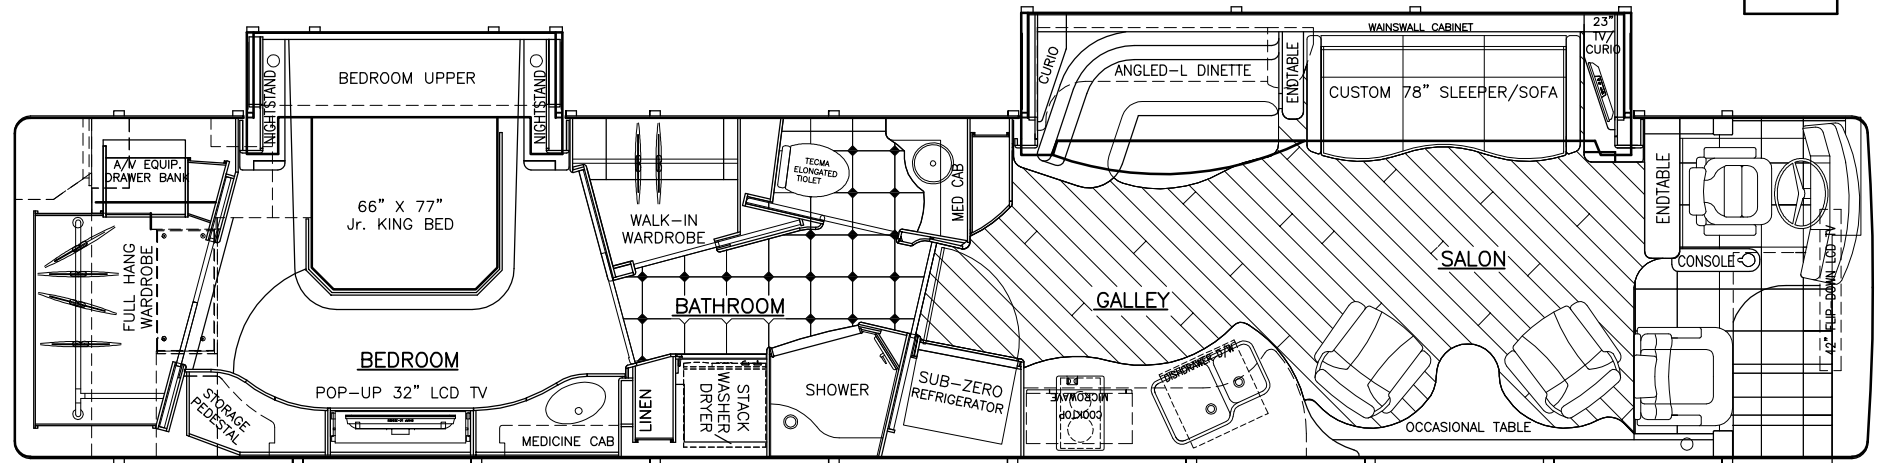 WAINSWALL CABINET
23"
TV/
CURIO
CURIO
ANGLED-L DINETTE
ENDTABLE
CUSTOM 78" SLEEPER/SOFA
NIGHTSTAND
BEDROOM UPPER
NIGHTSTAND
A/V EQUIP.
DRAWER BANK
66" X 77"
Jr. KING BED
WALK-IN
WARDROBE
TECMA
ELONGATED
TIOLET
MED CAB
ENDTABLE
CONSOLE
42" FLIP DOWN LCD TV
FULL HANG
WARDROBE
BATHROOM
GALLEY
SALON
BEDROOM
POP-UP 32" LCD TV
STORAGE
PEDESTAL
MEDICINE CAB
LINEN
STACK
WASHER/
DRYER
SHOWER
SUB-ZERO
REFRIGERATOR
COOKTOP
MICROWAVE
DISHDRAWER D/W
OCCASIONAL TABLE